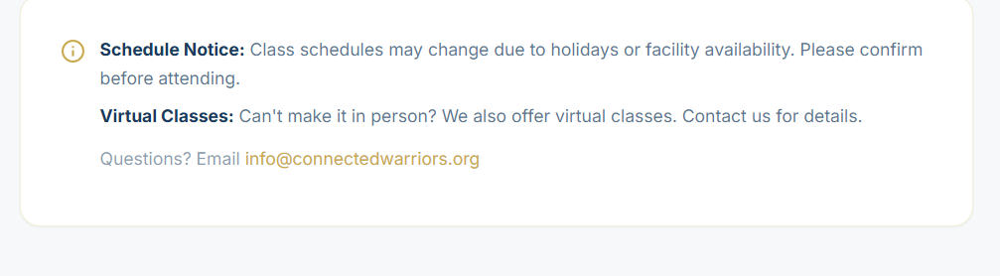 Schedule Notice: Class schedules may change due to holidays or facility availability. Please confirm
before attending.
Virtual Classes: Can't make it in person? We also offer virtual classes. Contact us for details.
Questions? Email info@connectedwarriors.org